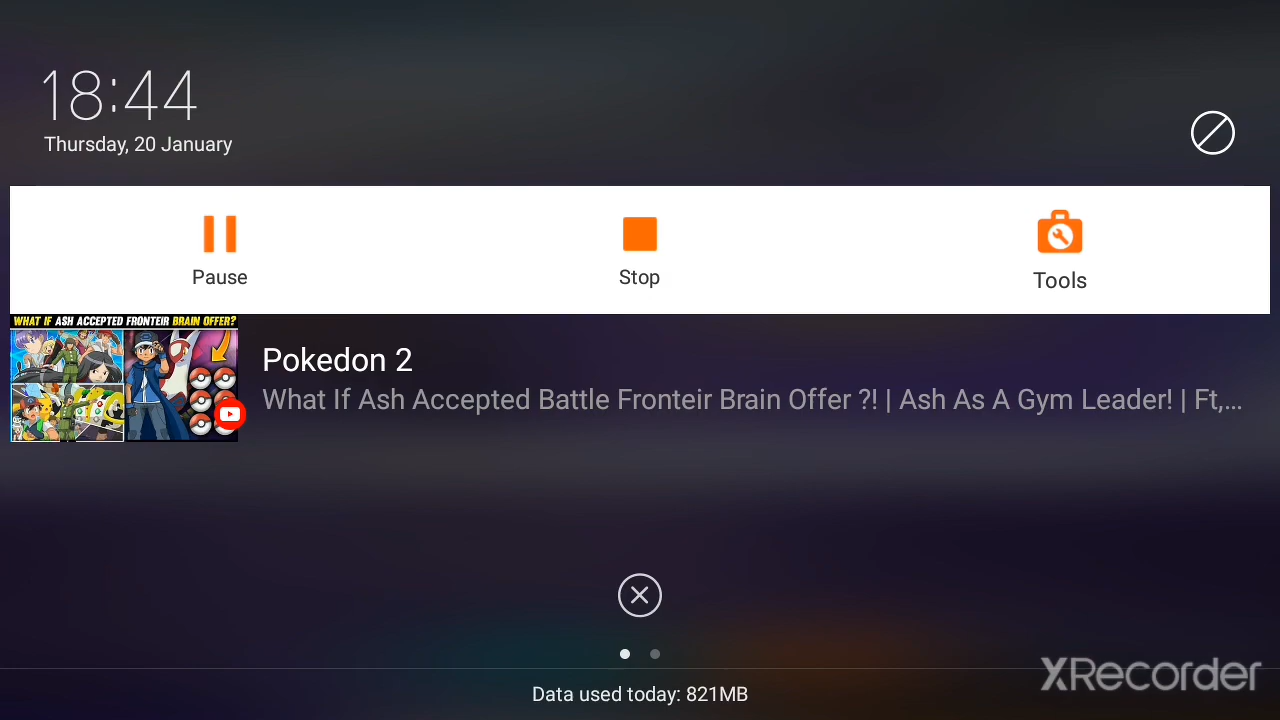 18:44
Thursday, 20 January
Pause
Stop
Tools
WHAT IF ASH ACCEPTED FRONTEIR BRAIN OFFER?
Pokedon 2
What If Ash Accepted Battle Fronteir Brain Offer ?! | Ash As A Gym Leader! | Ft,...
Data used today: 821MB
XRecorder